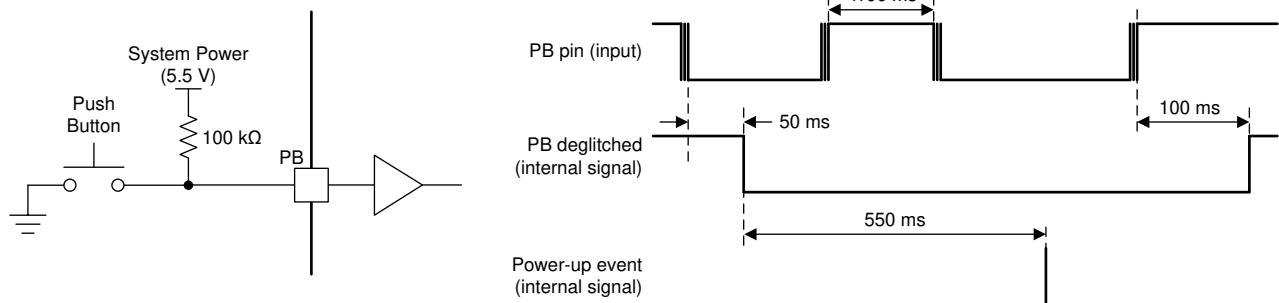 System Power
(5.5 V)
Push
Button
100 kΩ
PB
PB pin (input)
50 ms
100 ms
PB deglitched
(internal signal)
550 ms
Power-up event
(internal signal)